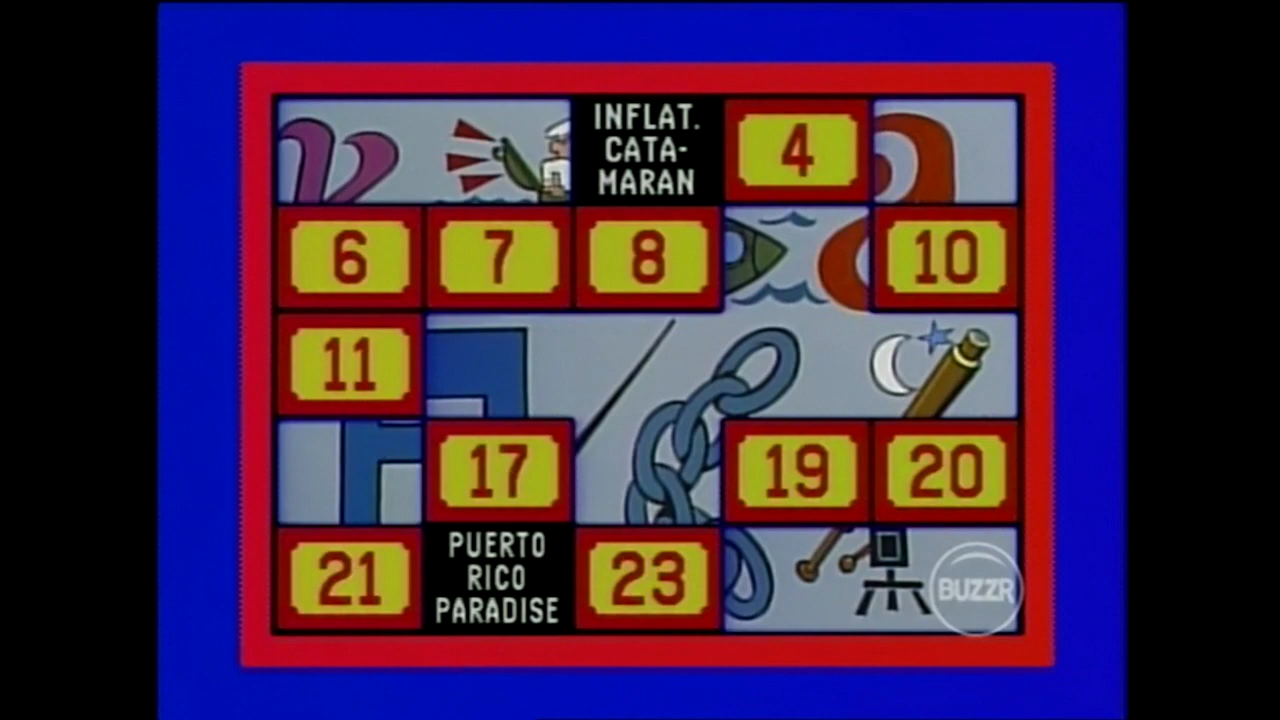 INFLAT.
CATA-
MARAN
4
6
7
8
10
11
17
19
20
21
PUERTO
RICO
PARADISE
23
BUZZR